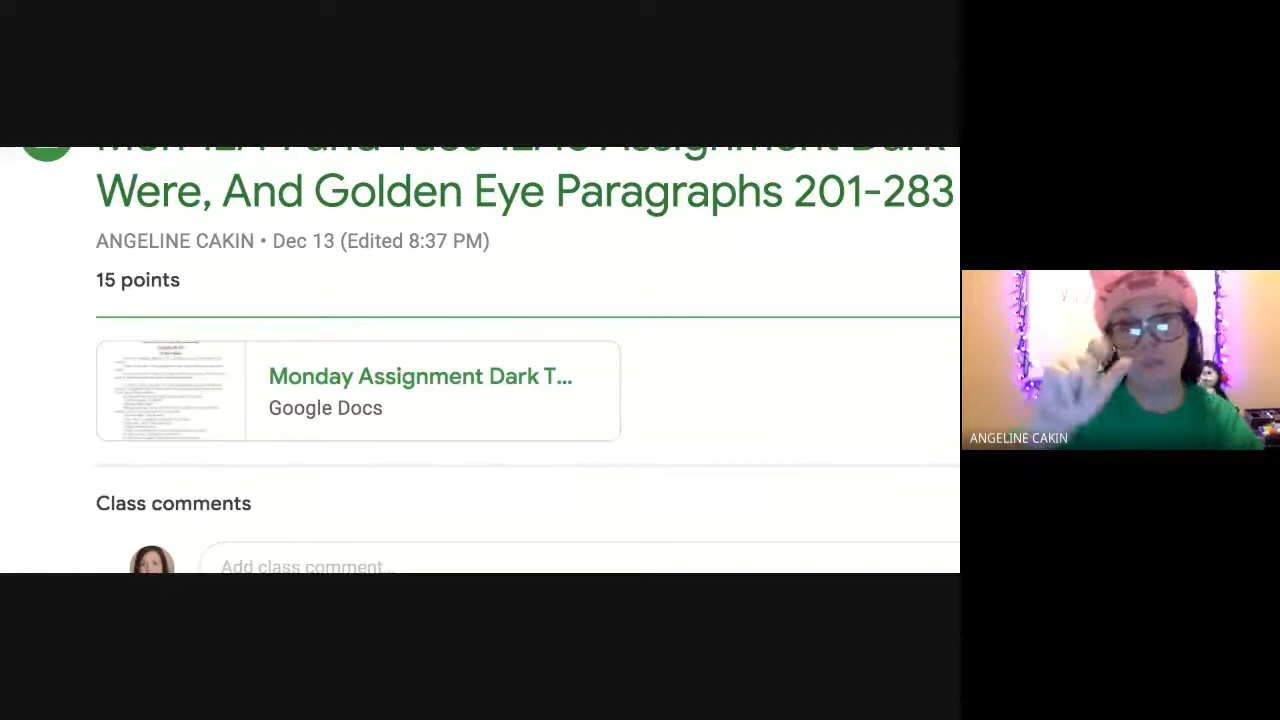 Were, And Golden Eye Paragraphs 201-283
ANGELINE CAKIN • Dec 13 (Edited 8:37 PM)
15 points
Monday Assignment Dark T...
Google Docs
Class comments
Add class comment...
ANGELINE CAKIN